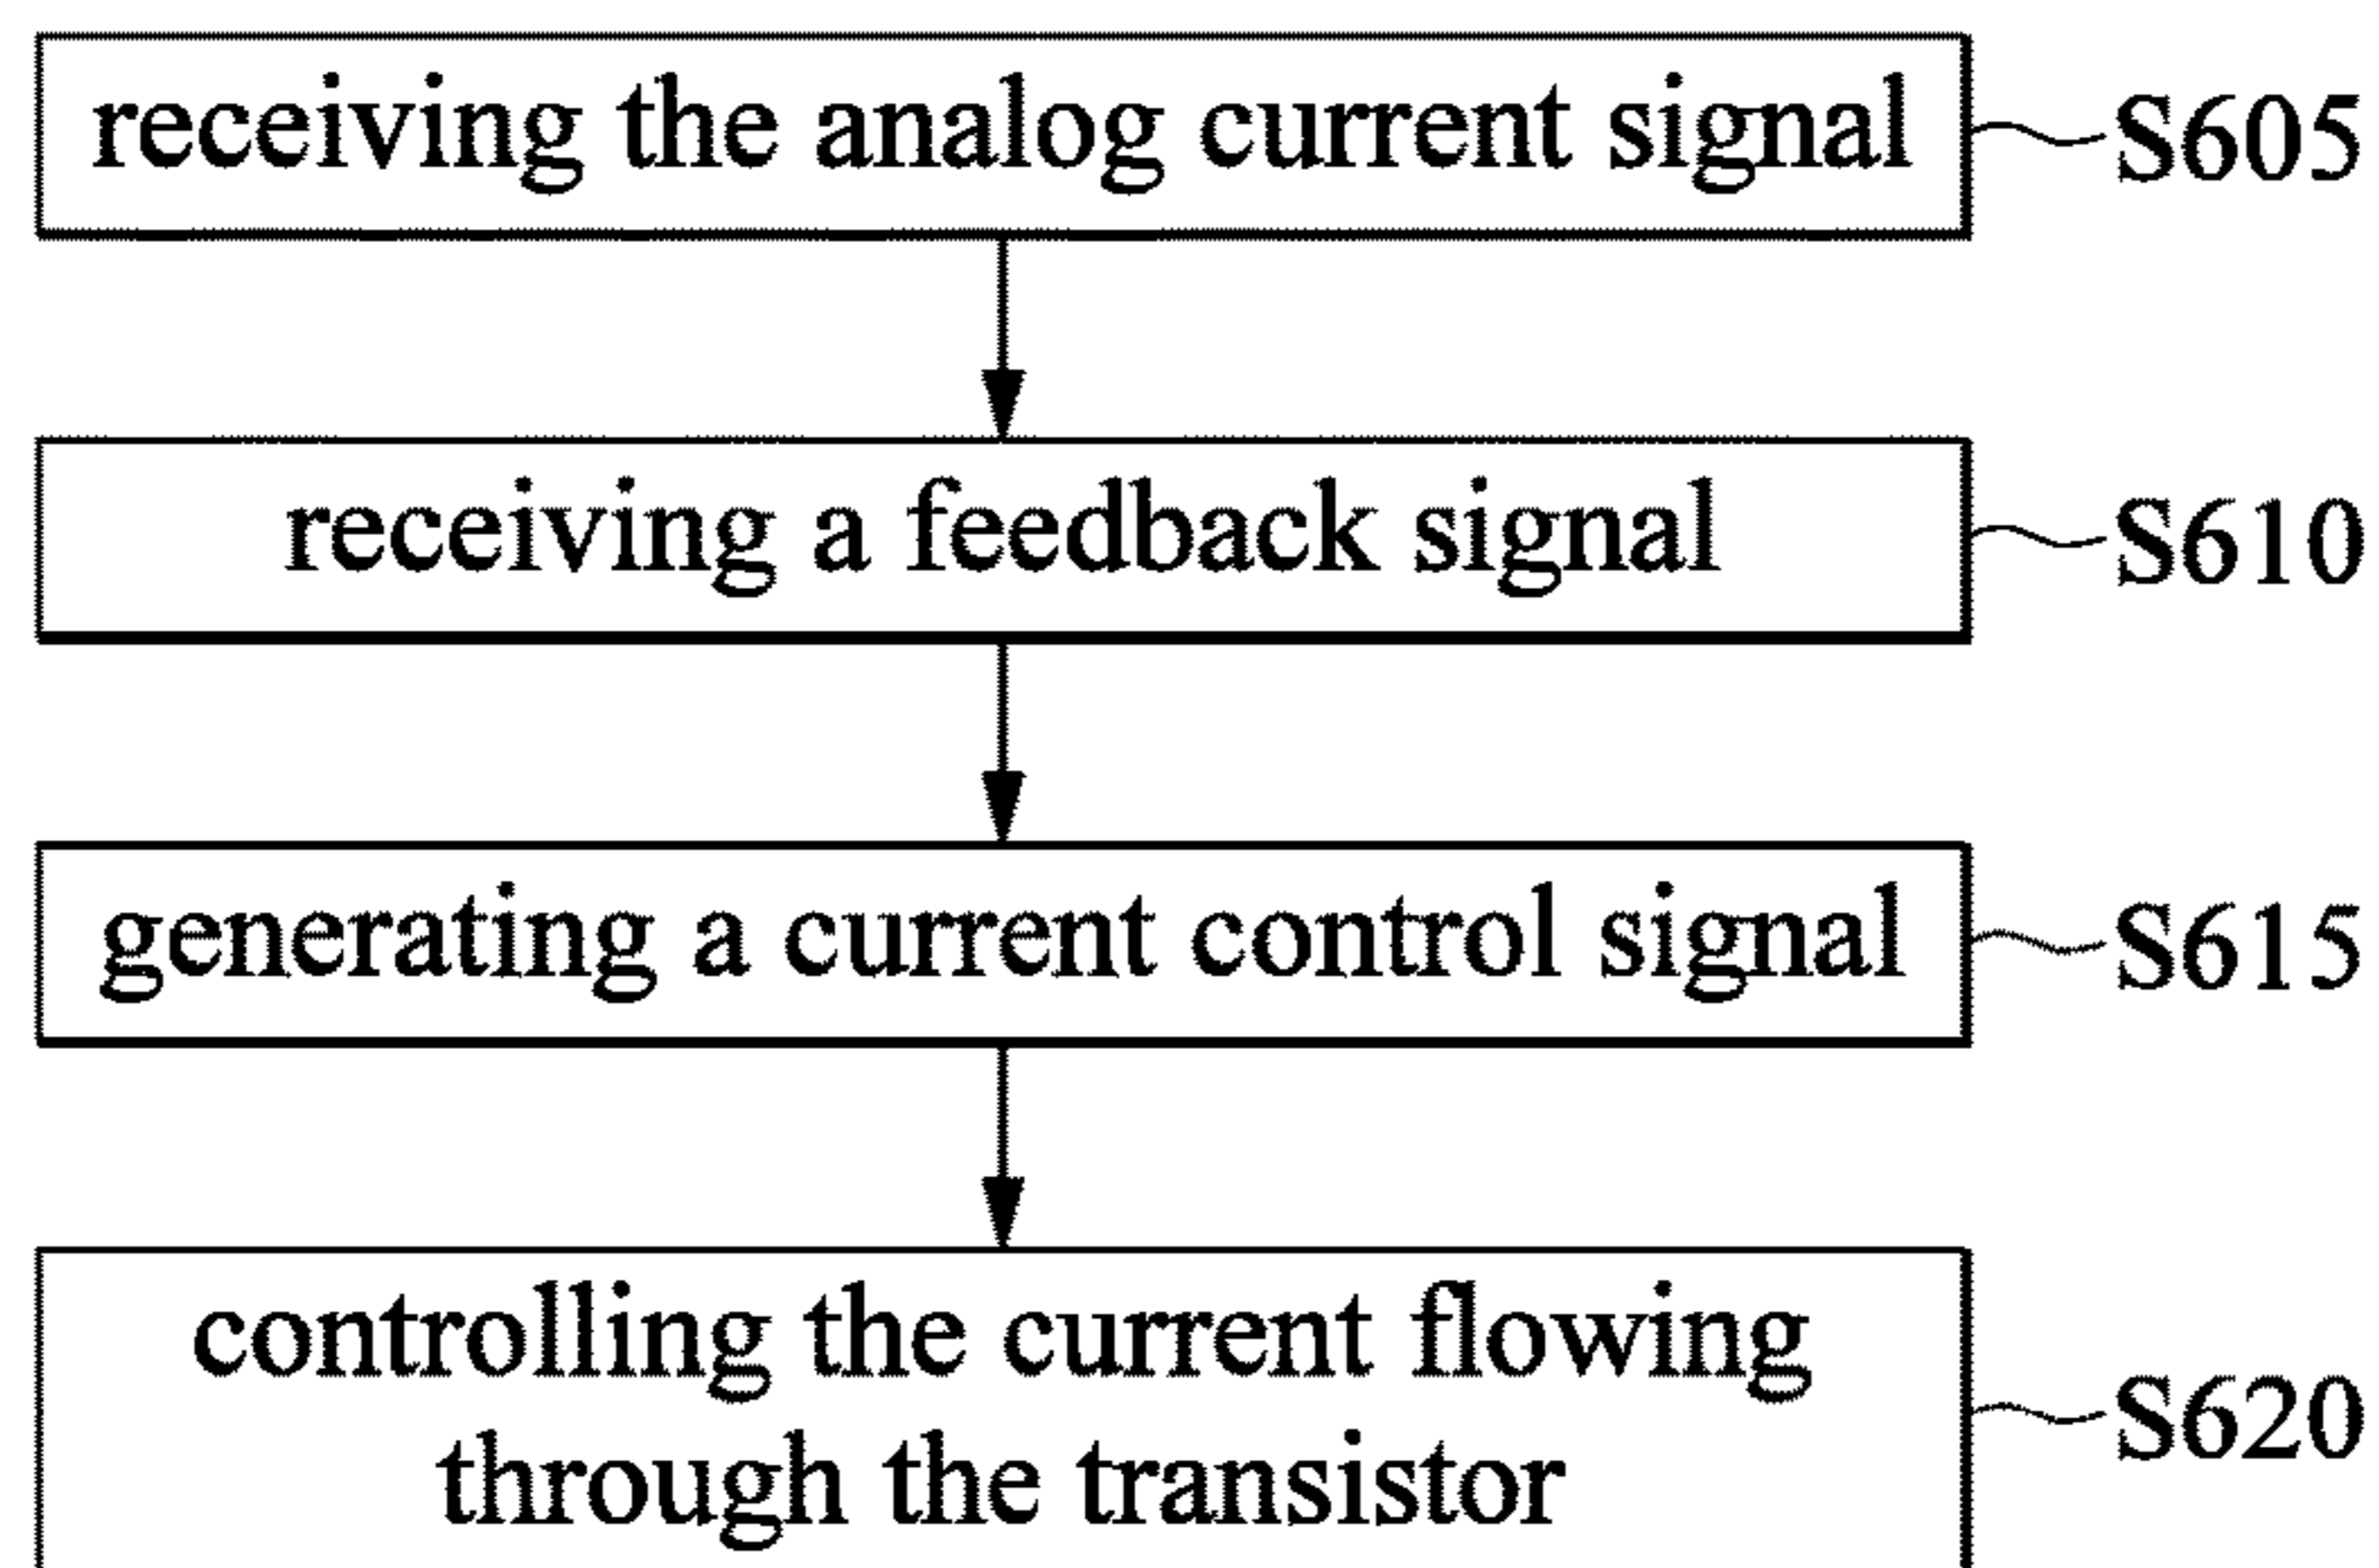 receiving the analog current signal S605
receiving a feedback signal S610
generating a current control signal S615
controlling the current flowing
through the transistor
S620